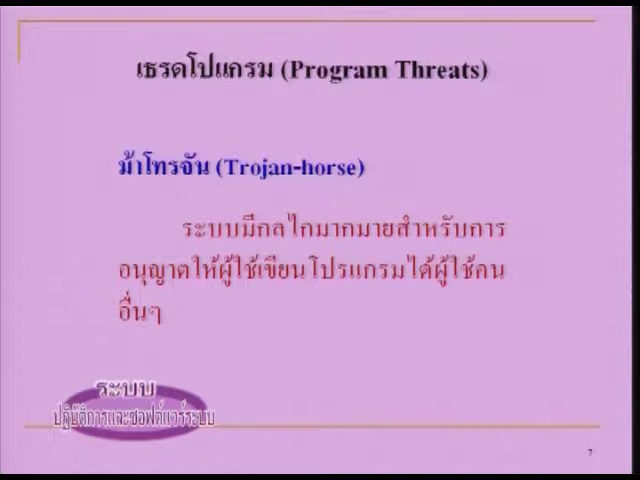 เธรดโปแกรม (Program Threats)
ม้าโทรจัน (Trojan-horse)
ระบบมีกลไกมากมายสำหรับการ
อนุญาตให้ผู้ใช้เขียนโปรแกรมได้ผู้ใช้คน
อื่นๆ
ระบบ
ปฏิบัติการและซอฟต์แวร์ระบบ
7